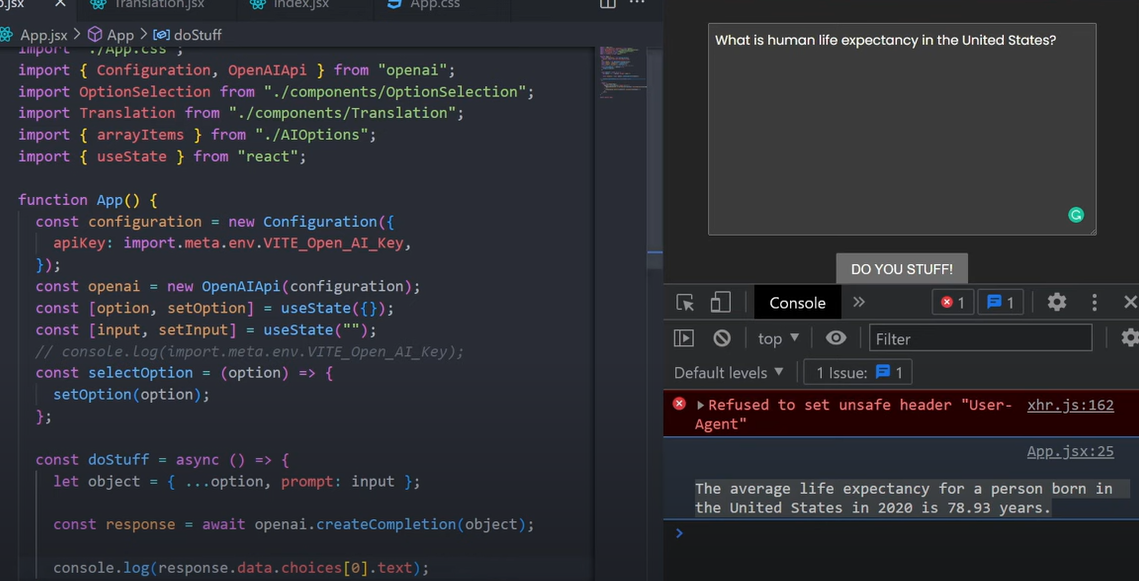 .jsx
Translation.jsx
index.jsx
App.css
App.jsx > App > doStuff
import "./App.css";
import { Configuration, OpenAIApi } from "openai";
import OptionSelection from "./components/OptionSelection";
import Translation from "./components/Translation";
import { arrayItems } from "./AIOptions";
import { useState } from "react";
function App() {
const configuration = new Configuration({
apiKey: import.meta.env.VITE_Open_AI_Key,
});
const openai = new OpenAIApi(configuration);
const [option, setOption] = useState({});
const [input, setInput] = useState("");
// console.log(import.meta.env.VITE_Open_AI_Key);
const selectOption = (option) => {
setOption(option);
};
const doStuff = async () => {
let object = { ...option, prompt: input };
const response = await openai.createCompletion(object);
console.log(response.data.choices[0].text);
What is human life expectancy in the United States?
DO YOU STUFF!
Console » 1 1
top Filter
Default levels 1 Issue: 1
Refused to set unsafe header "User- xhr.js:162
Agent"
App.jsx:25
The average life expectancy for a person born in
the United States in 2020 is 78.93 years.